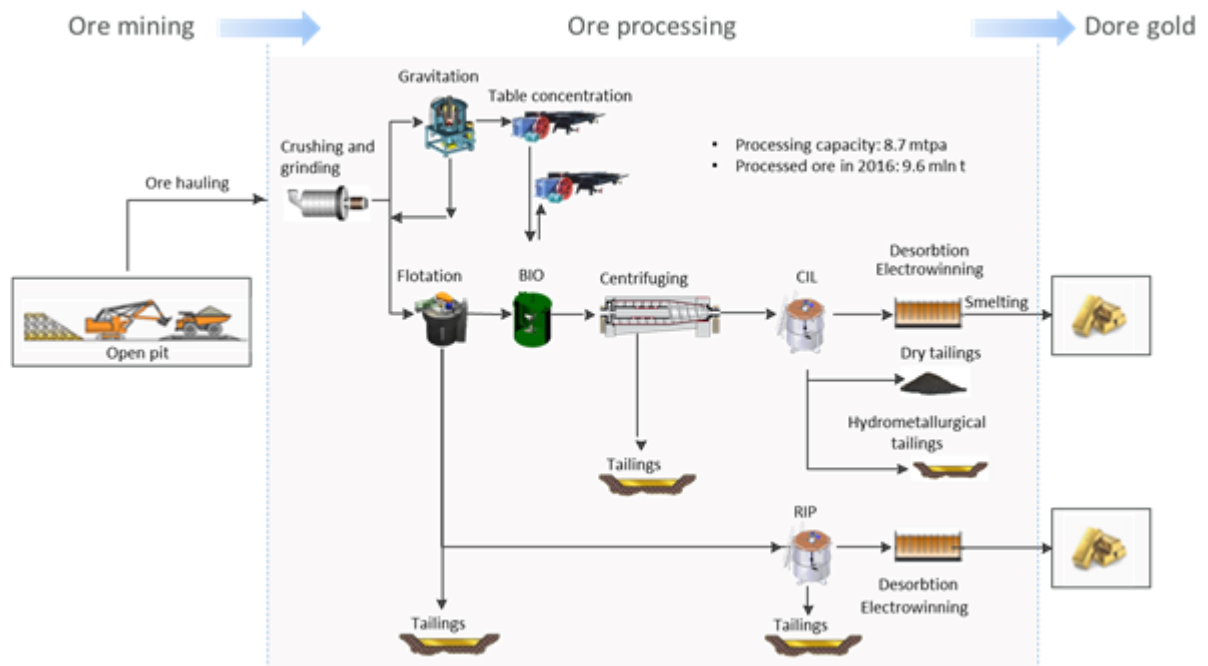 Ore mining
Ore processing
Dore gold
Gravitation
Table concentration
Crushing and
grinding
• Processing capacity: 8.7 mtpa
• Processed ore in 2016: 9.6 mln t
Ore hauling
Flotation
BIO
Centrifuging
CIL
Desorbtion
Electrowinning
Smelting
Open pit
Dry tailings
Hydrometallurgical
tailings
Tailings
RIP
Desorbtion
Electrowinning
Tailings
Tailings